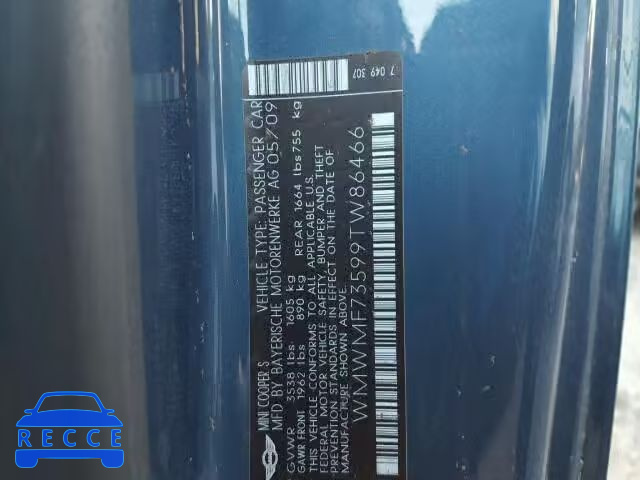 7 049 307
MINI COOPER S
VEHICLE TYPE: PASSENGER CAR
MFD BY BAYERISCHE MOTORENWERKE AG 05/09
GVWR 3538 lbs 1605 kg
GAWR FRONT 1962 lbs 890 kg REAR 1664 lbs 755 kg
THIS VEHICLE CONFORMS TO ALL APPLICABLE U.S.
FEDERAL MOTOR VEHICLE SAFETY, BUMPER AND THEFT
PREVENTION STANDARDS IN EFFECT ON THE DATE OF
MANUFACTURE SHOWN ABOVE.
WMWMF73599TW86466
RECCE